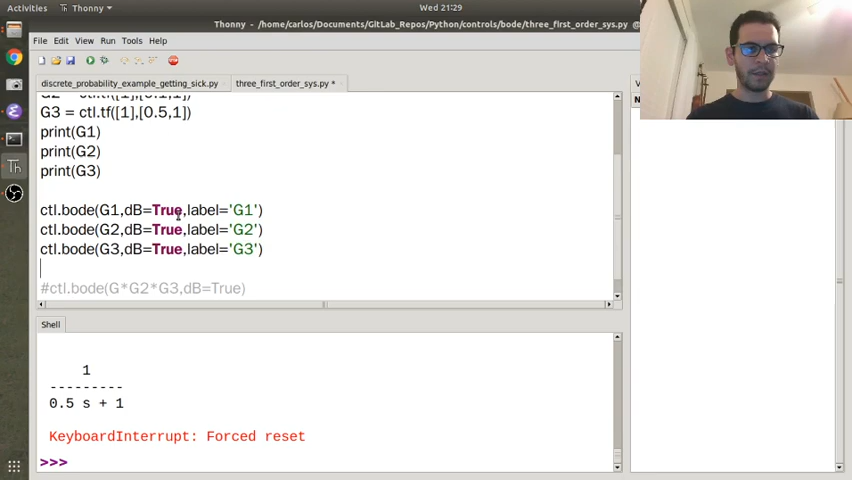 Activities Thonny Wed 21:29
Thonny - /home/carlos/Documents/GitLab_Repos/Python/controls/bode/three_first_order_sys.py
File Edit View Run Tools Help
discrete_probability_example_getting_sick.py three_first_order_sys.py *
G3 = ctl.tf([1],[0.5,1])
print(G1)
print(G2)
print(G3)
ctl.bode(G1,dB=True,label='G1')
ctl.bode(G2,dB=True,label='G2')
ctl.bode(G3,dB=True,label='G3')
#ctl.bode(G*G2*G3,dB=True)
Shell
1
---------
0.5 s + 1
KeyboardInterrupt: Forced reset
>>>